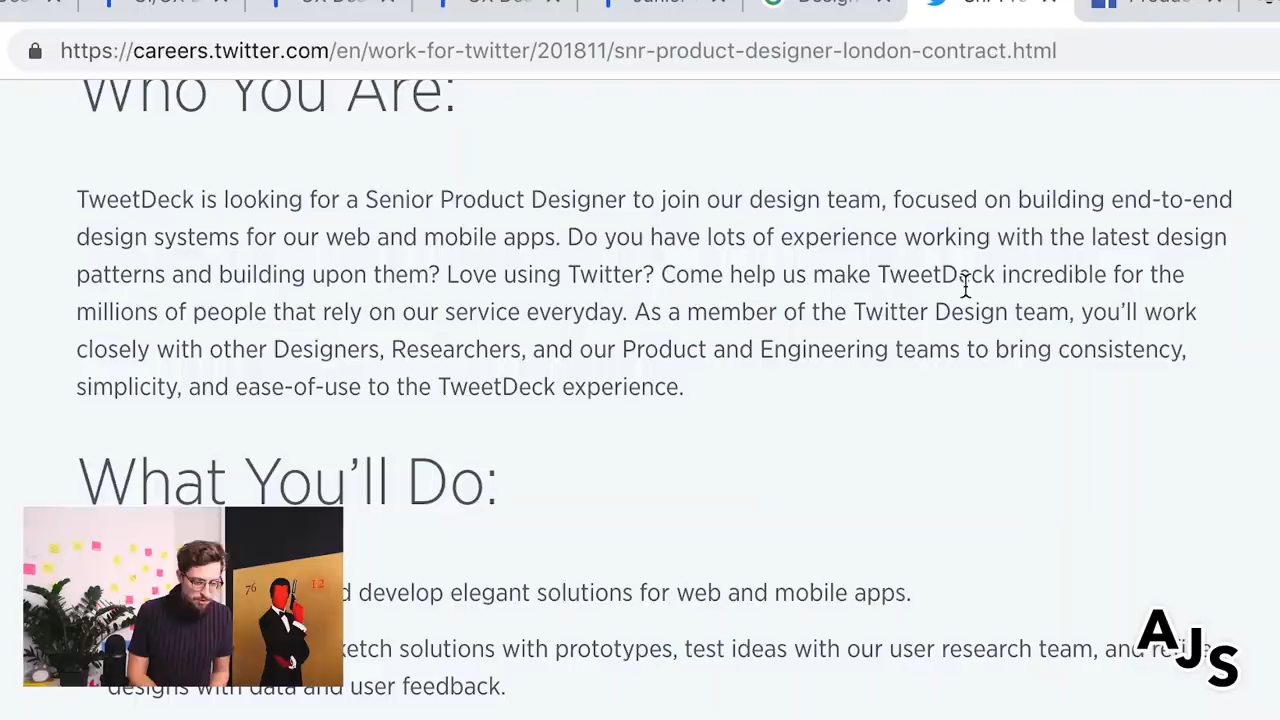 https://careers.twitter.com/en/work-for-twitter/201811/snr-product-designer-london-contract.html
Who You Are:
TweetDeck is looking for a Senior Product Designer to join our design team, focused on building end-to-end
design systems for our web and mobile apps. Do you have lots of experience working with the latest design
patterns and building upon them? Love using Twitter? Come help us make TweetDeck incredible for the
millions of people that rely on our service everyday. As a member of the Twitter Design team, you'll work
closely with other Designers, Researchers, and our Product and Engineering teams to bring consistency,
simplicity, and ease-of-use to the TweetDeck experience.
What You'll Do:
develop elegant solutions for web and mobile apps.
solutions with prototypes, test ideas with our user research team, and
designs with data and user feedback.
76 12
AJS